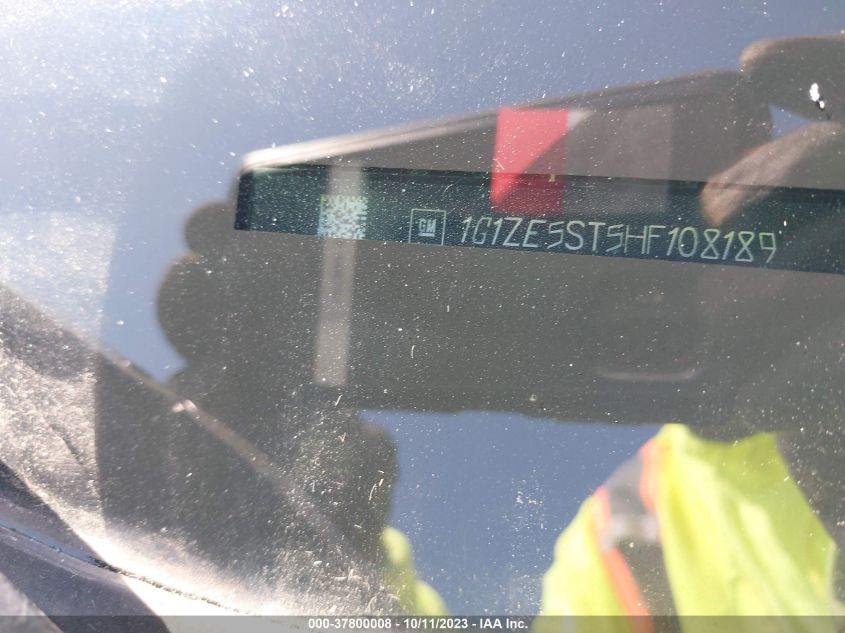 GM 1G1ZE5ST5HF108189
000-37800008 - 10/11/2023 - IAA Inc.